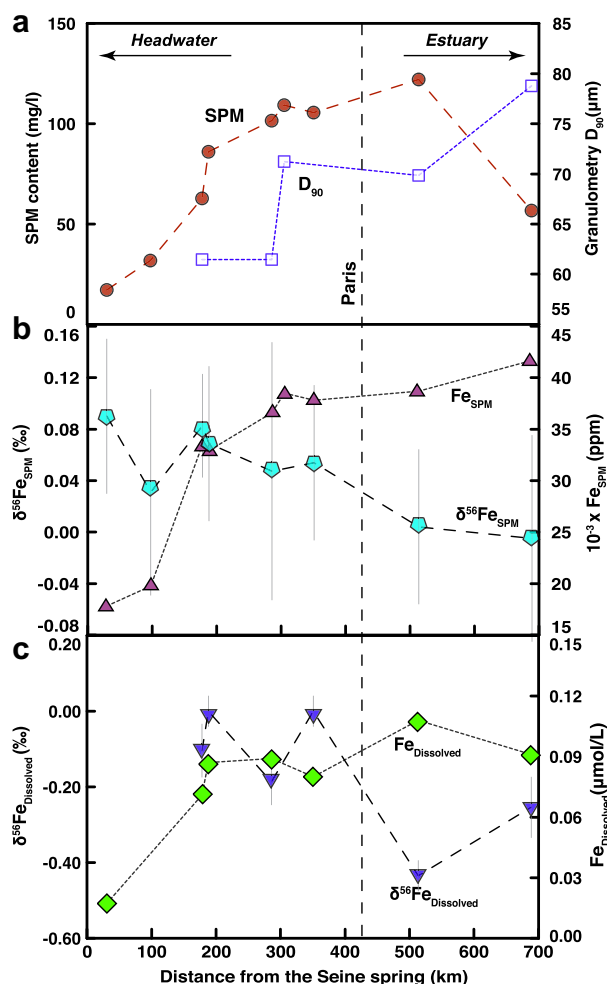 a
Headwater
Estuary
SPM
D90
Paris
SPM content (mg/l)
150
100
50
0
Granulometry D90(µm)
85
80
75
70
65
60
55
b
FeSPM
δ56FeSPM
δ56FeSPM (‰)
0.16
0.12
0.08
0.04
0.00
-0.04
-0.08
10-3 x FeSPM (ppm)
45
40
35
30
25
20
15
c
FeDissolved
δ56FeDissolved
δ56FeDissolved (‰)
0.20
0.00
-0.20
-0.40
-0.60
FeDissolved(µmol/L)
0.15
0.12
0.09
0.06
0.03
0.00
0 100 200 300 400 500 600 700
Distance from the Seine spring (km)